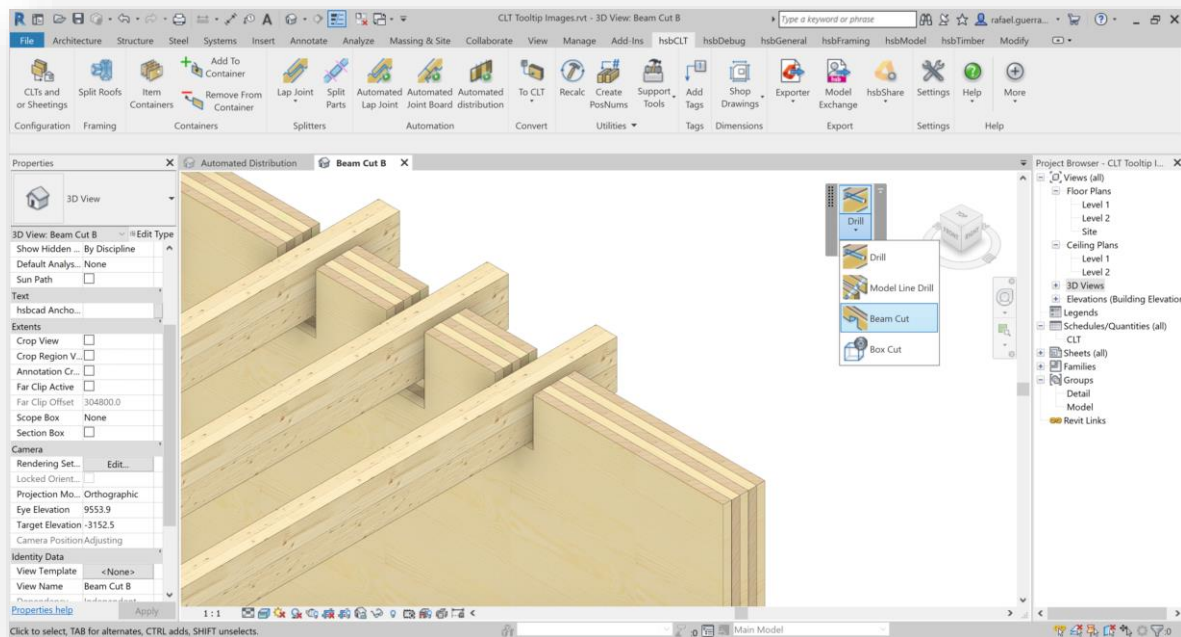 CLT Tooltip Images.rvt - 3D View: Beam Cut B
Type a keyword or phrase
rafael.guerra...
File Architecture Structure Steel Systems Insert Annotate Analyze Massing & Site Collaborate View Manage Add-Ins hsbCLT hsbDebug hsbGeneral hsbFraming hsbModel hsbTimber Modify
CLTs and
or Sheetings
Split Roofs
Item
Containers
Add To
Container
Remove From
Container
Lap Joint
Split
Parts
Automated
Lap Joint
Automated
Joint Board
Automated
distribution
To CLT
Recalc
Create
PosNums
Support
Tools
Add
Tags
Shop
Drawings
Exporter
Model
Exchange
hsbShare
Settings
Help
More
Configuration Framing Containers Splitters Automation Convert Utilities Tags Dimensions Export Settings Help
Properties
Automated Distribution
Beam Cut B
Project Browser - CLT Tooltip I...
3D View
3D View: Beam Cut B
Edit Type
Show Hidden ... By Discipline
Default Analys... None
Sun Path
Text
hsbcad Ancho...
Extents
Crop View
Crop Region V...
Annotation Cr...
Far Clip Active
Far Clip Offset 304800.0
Scope Box None
Section Box
Camera
Rendering Set... Edit...
Locked Orient...
Projection Mo... Orthographic
Eye Elevation 9553.9
Target Elevation -3152.5
Camera Position Adjusting
Identity Data
View Template <None>
View Name Beam Cut B
Dependency Independent
Properties help
Apply
Drill
Drill
Model Line Drill
Beam Cut
Box Cut
TOP
FRONT
RIGHT
Views (all)
Floor Plans
Level 1
Level 2
Site
Ceiling Plans
Level 1
Level 2
3D Views
Elevations (Building Elevation
Legends
Schedules/Quantities (all)
CLT
Sheets (all)
Families
Groups
Detail
Model
Revit Links
1 : 1
Click to select, TAB for alternates, CTRL adds, SHIFT unselects.
:0
Main Model
:0